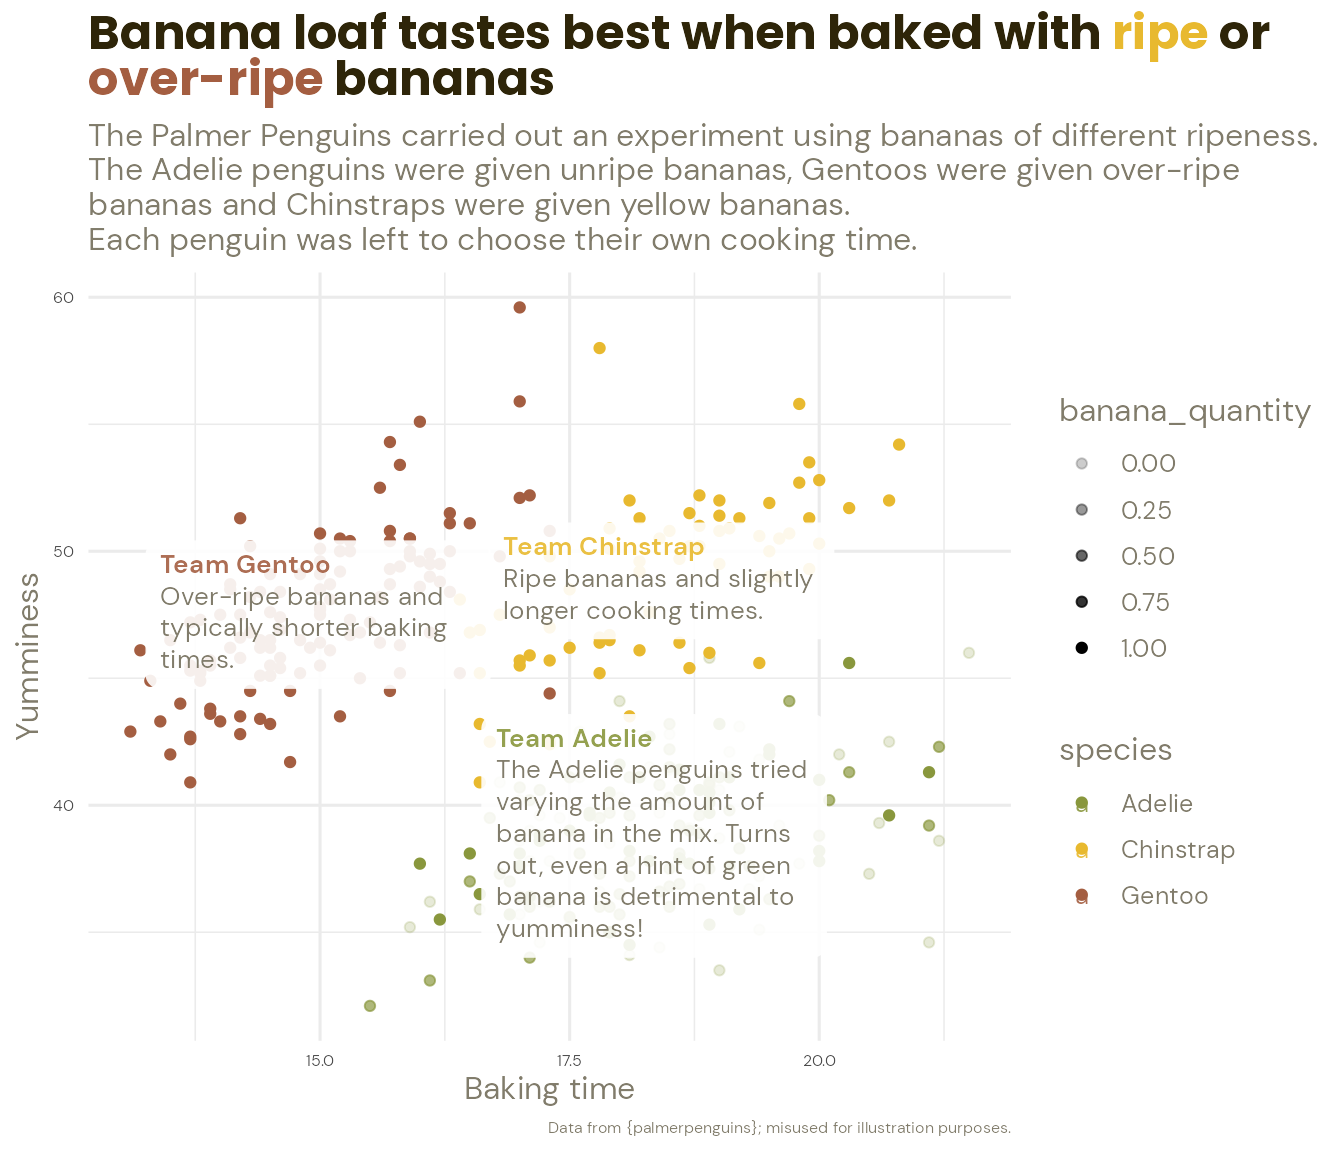 Banana loaf tastes best when baked with ripe or
over-ripe bananas
The Palmer Penguins carried out an experiment using bananas of different ripeness.
The Adelie penguins were given unripe bananas, Gentoos were given over-ripe
bananas and Chinstraps were given yellow bananas.
Each penguin was left to choose their own cooking time.
60
50
40
Yumminess
Team Gentoo
Over-ripe bananas and
typically shorter baking
times.
Team Chinstrap
Ripe bananas and slightly
longer cooking times.
Team Adelie
The Adelie penguins tried
varying the amount of
banana in the mix. Turns
out, even a hint of green
banana is detrimental to
yumminess!
15.0
17.5
20.0
Baking time
banana_quantity
0.00
0.25
0.50
0.75
1.00
species
a Adelie
a Chinstrap
a Gentoo
Data from {palmerpenguins}; misused for illustration purposes.